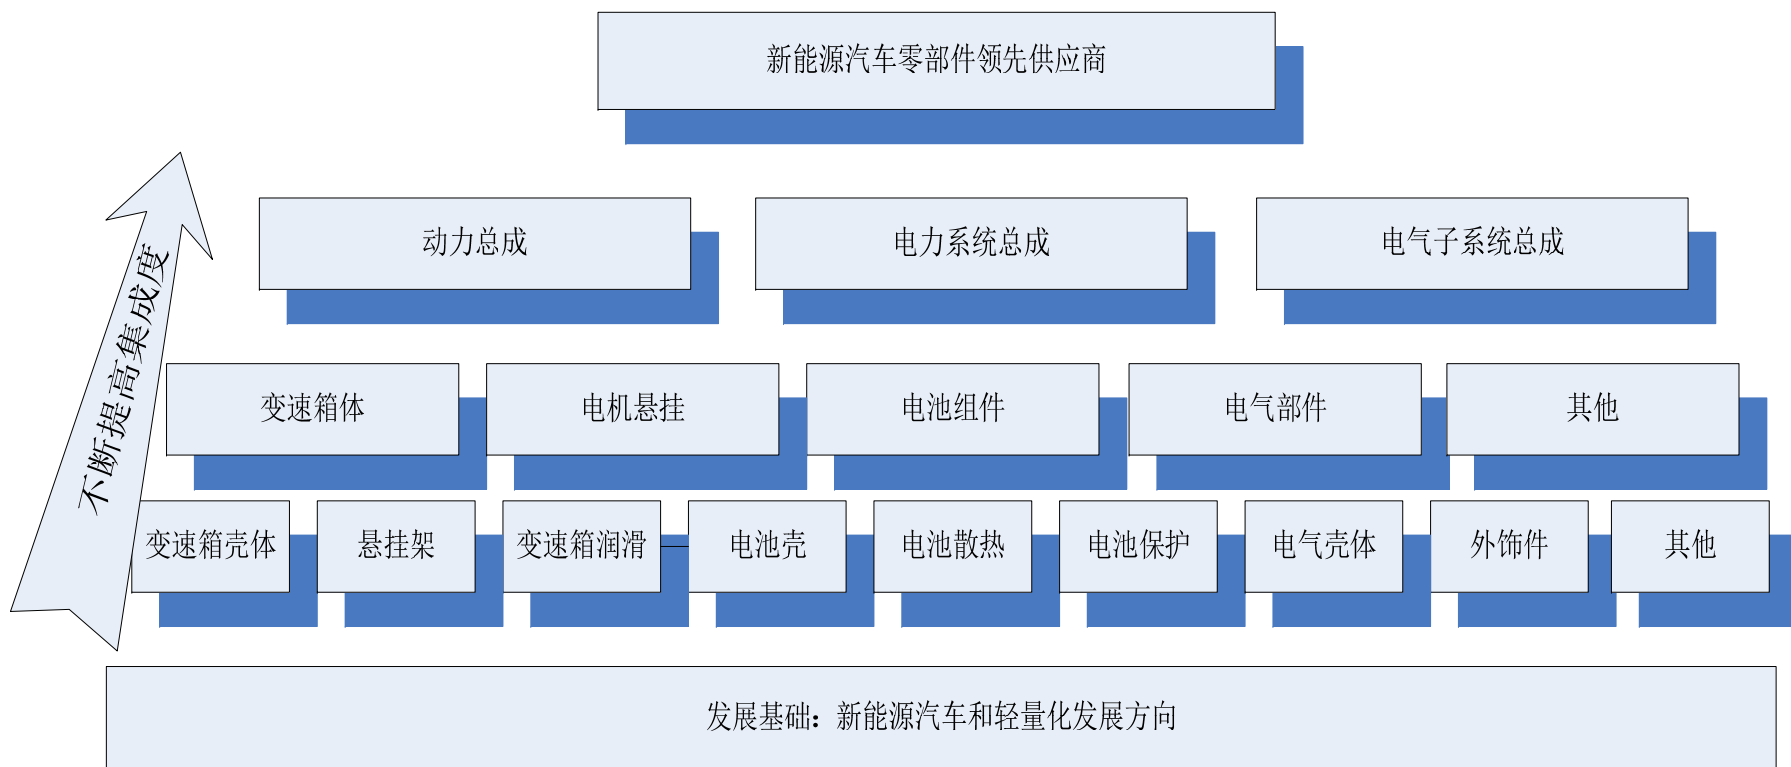 新能源汽车零部件领先供应商
动力总成
电力系统总成
电气子系统总成
不断提高集成度
变速箱体
电机悬挂
电池组件
电气部件
其他
变速箱壳体
悬挂架
变速箱润滑
电池壳
电池散热
电池保护
电气壳体
外饰件
其他
发展基础：新能源汽车和轻量化发展方向